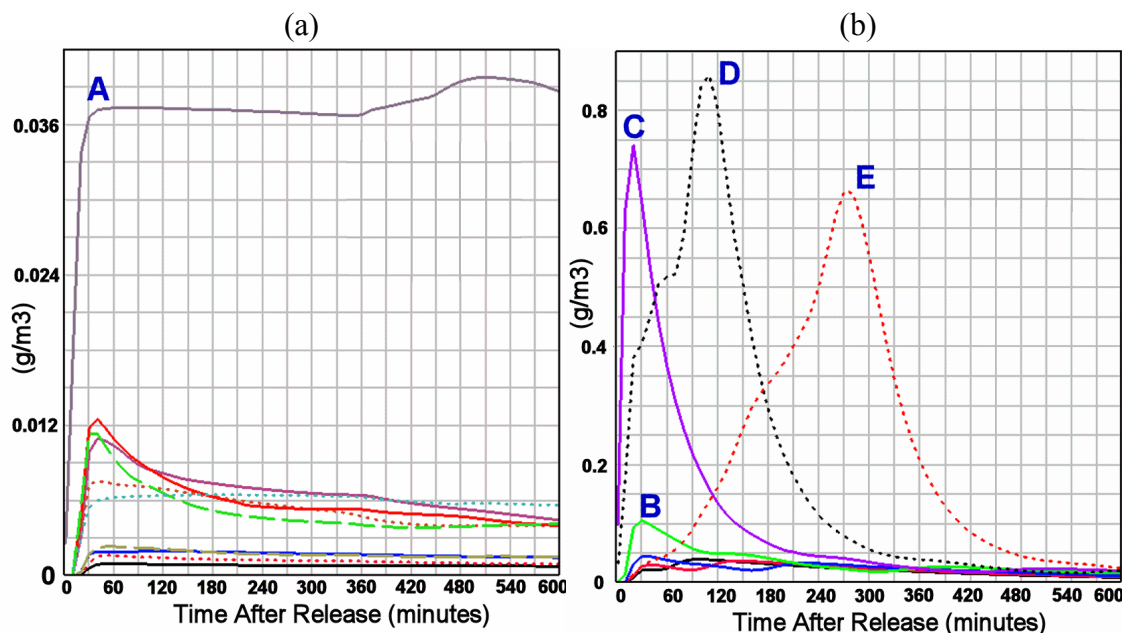 (a)
A
0.036
0.024
0.012
0
(g/m3)
0 60 120 180 240 300 360 420 480 540 600
Time After Release (minutes)
(b)
D
C
E
B
0.8
0.6
0.4
0.2
0
(g/m3)
0 60 120 180 240 300 360 420 480 540 600
Time After Release (minutes)